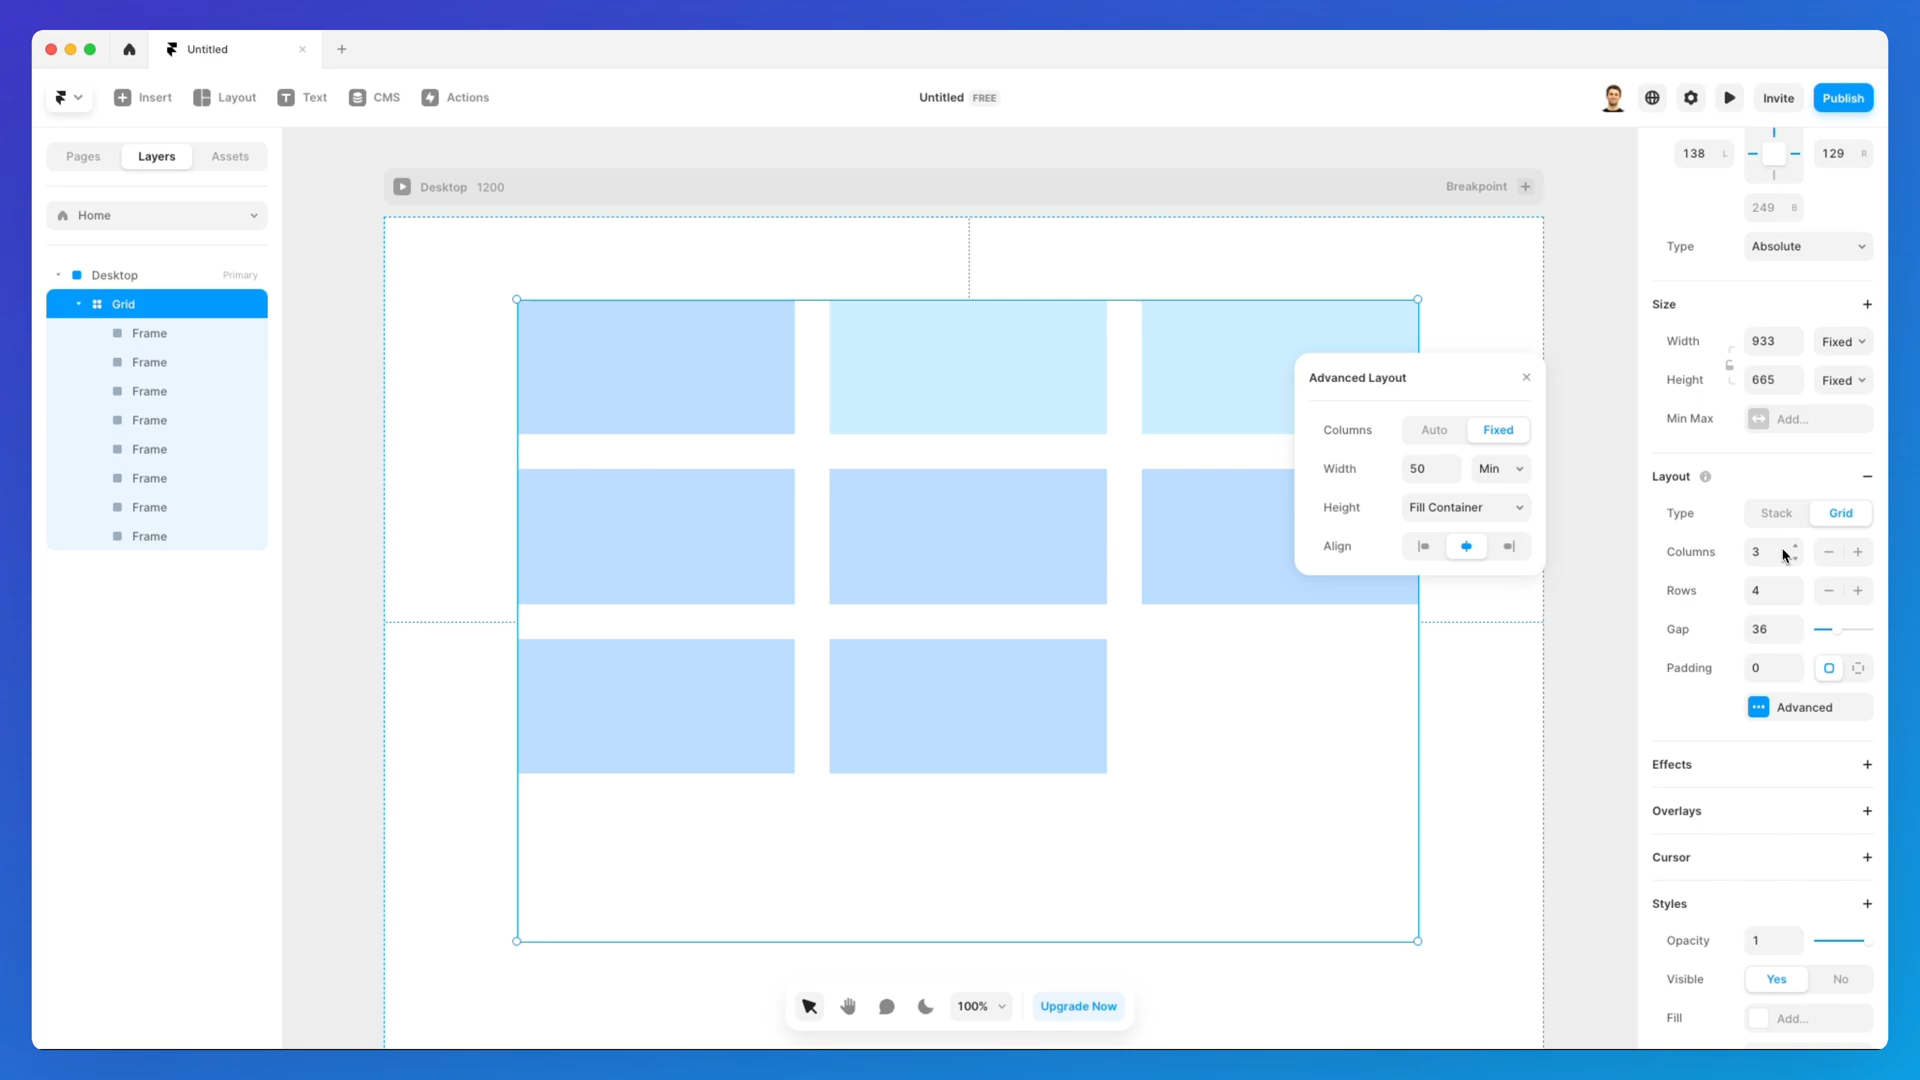 Untitled
Insert
Layout
Text
CMS
Actions
Untitled FREE
Invite
Publish
Pages
Layers
Assets
Home
Desktop Primary
Grid
Frame
Frame
Frame
Frame
Frame
Frame
Frame
Frame
Desktop 1200
Breakpoint
Advanced Layout
Columns Auto Fixed
Width 50 Min
Height Fill Container
Align
100%
Upgrade Now
138 L
129 R
249 B
Type Absolute
Size
Width 933 Fixed
Height 665 Fixed
Min Max Add...
Layout
Type Stack Grid
Columns 3
Rows 4
Gap 36
Padding 0
Advanced
Effects
Overlays
Cursor
Styles
Opacity 1
Visible Yes No
Fill Add...